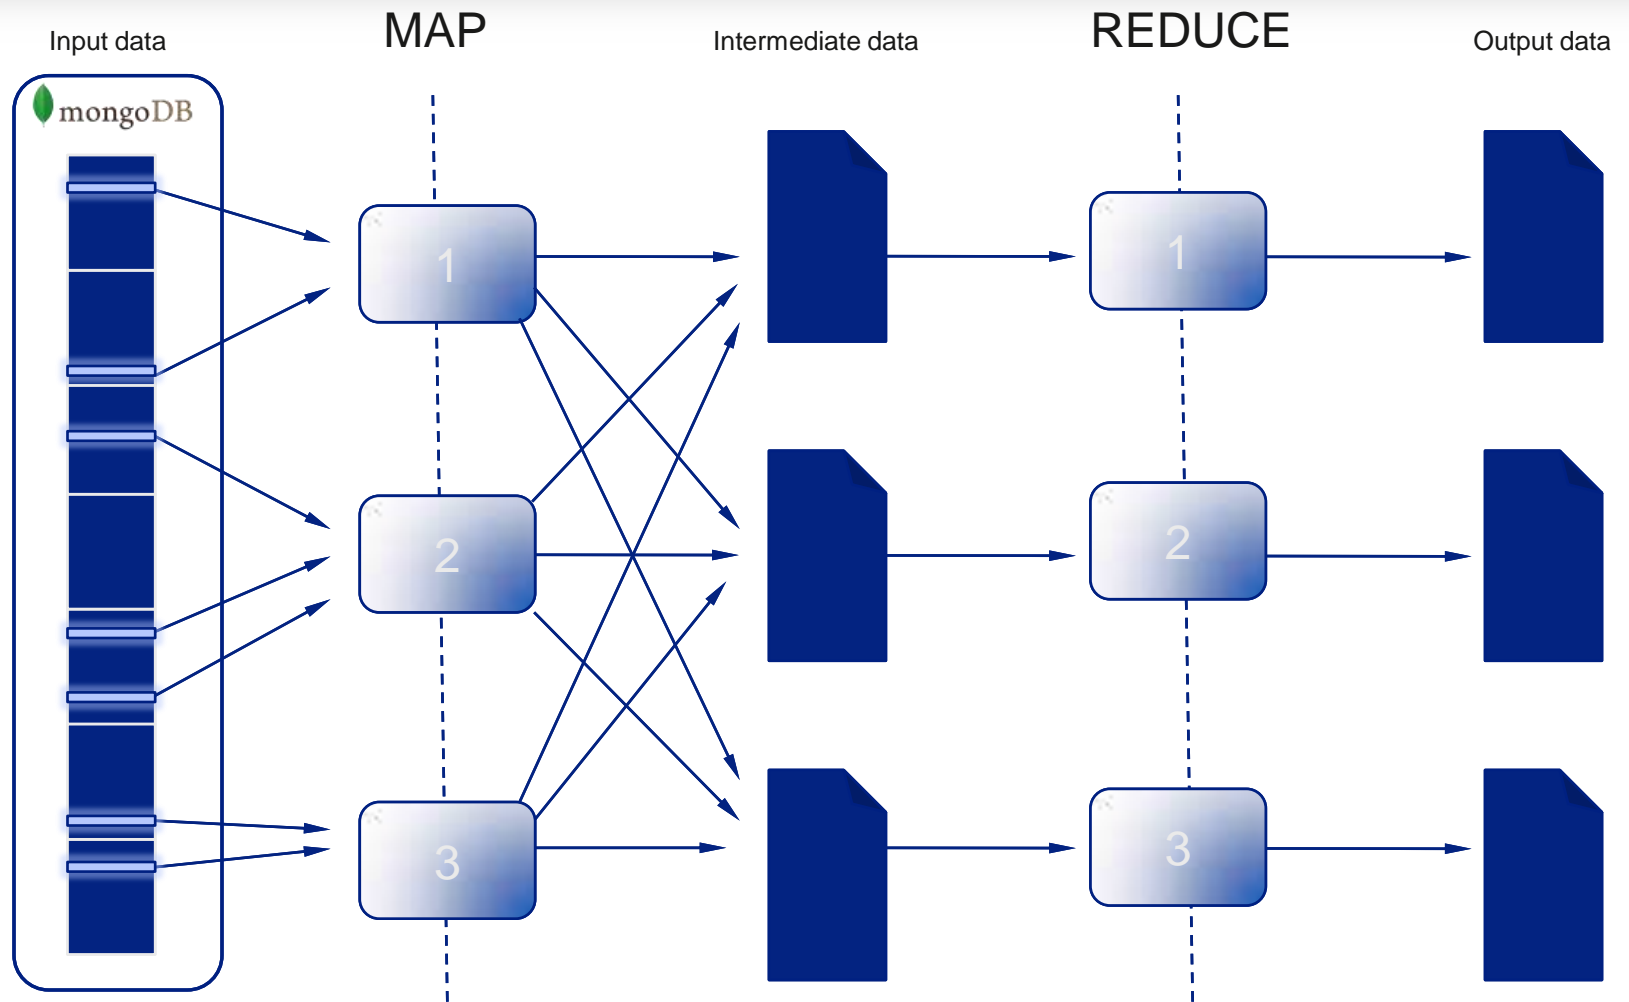 Input data
MAP
Intermediate data
REDUCE
Output data
mongoDB
1
1
2
2
3
3